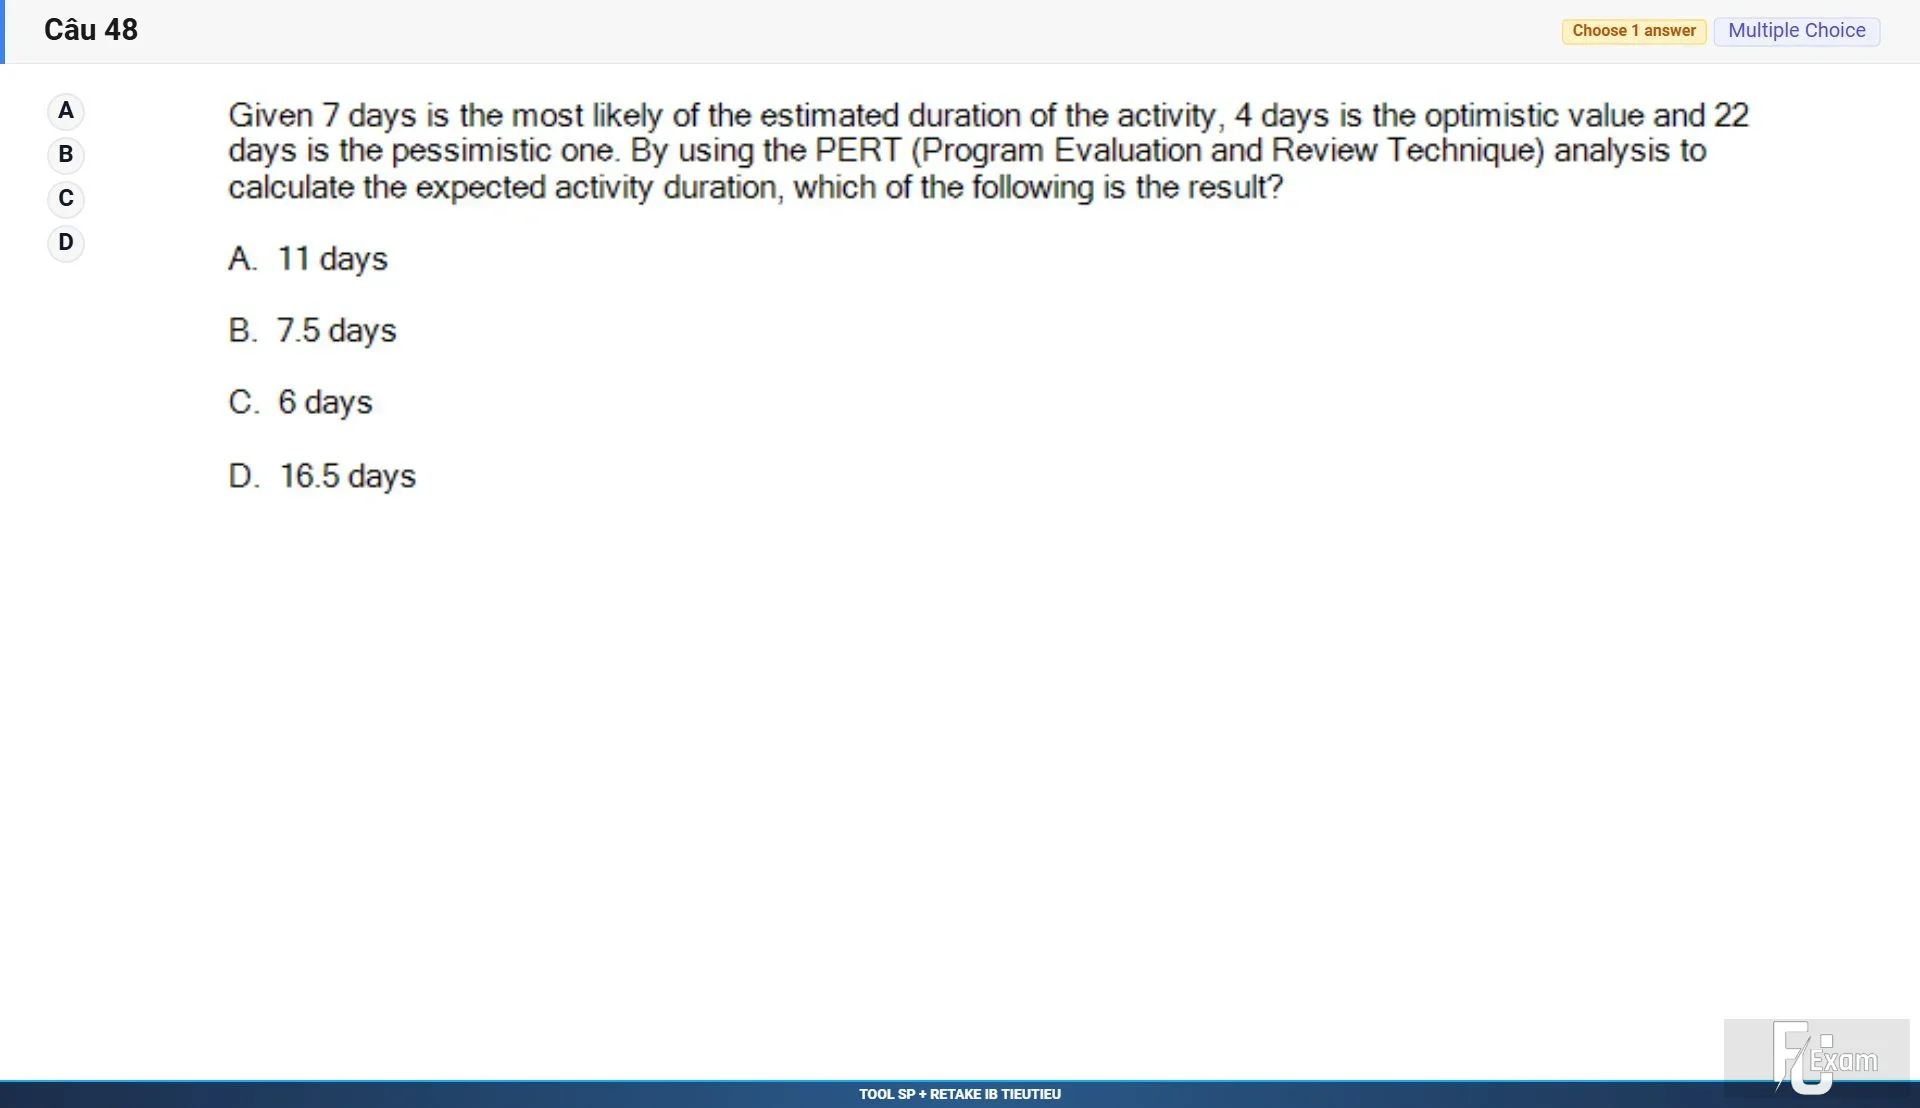 Câu 48
Choose 1 answer
Multiple Choice
A
B
C
D
Given 7 days is the most likely of the estimated duration of the activity, 4 days is the optimistic value and 22
days is the pessimistic one. By using the PERT (Program Evaluation and Review Technique) analysis to
calculate the expected activity duration, which of the following is the result?
A. 11 days
B. 7.5 days
C. 6 days
D. 16.5 days
FU Exam
TOOL SP + RETAKE IB TIEUTIEU